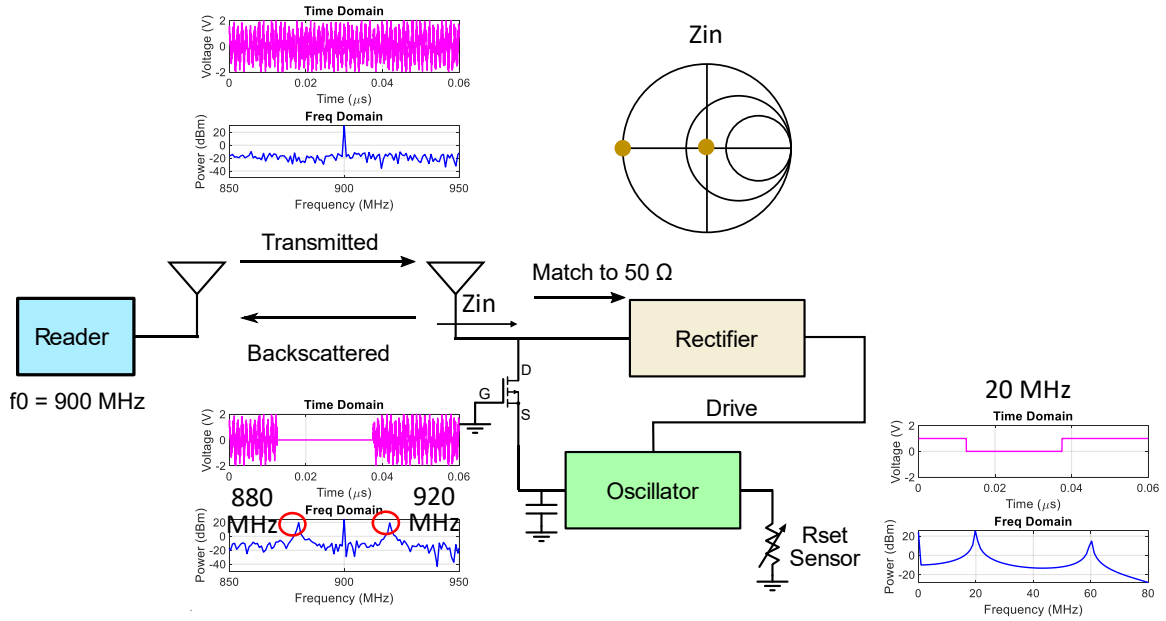 Time Domain
Voltage (V)
2
0
-2
0
0.02
0.04
0.06
Time (μs)
Freq Domain
Power (dBm)
20
0
-20
-40
850
900
950
Frequency (MHz)
Zin
Transmitted
Match to 50 Ω
Zin
Reader
Backscattered
Rectifier
f0 = 900 MHz
D
G
S
Drive
20 MHz
Time Domain
Voltage (V)
2
0
-2
0
0.02
0.04
0.06
Time (μs)
880
MHz
920
MHz
Freq Domain
Power (dBm)
20
0
-20
-40
850
900
950
Frequency (MHz)
Oscillator
Rset
Sensor
Time Domain
Voltage (V)
2
0
-2
0
0.02
0.04
0.06
Time (μs)
Freq Domain
Power (dBm)
20
0
-20
0
20
40
60
80
Frequency (MHz)